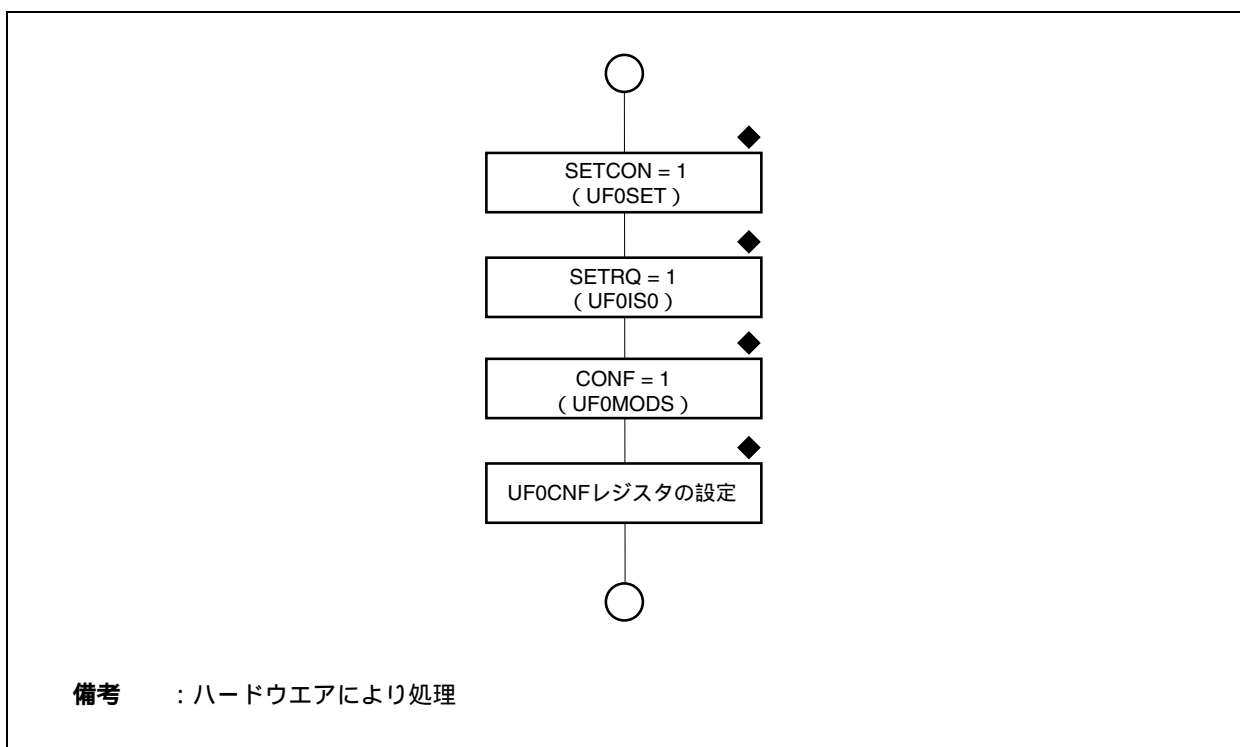 SETCON = 1
( UF0SET )
SETRQ = 1
( UF0IS0 )
CONF = 1
( UF0MODS )
UF0CNFレジスタの設定
備考　：ハードウエアにより処理